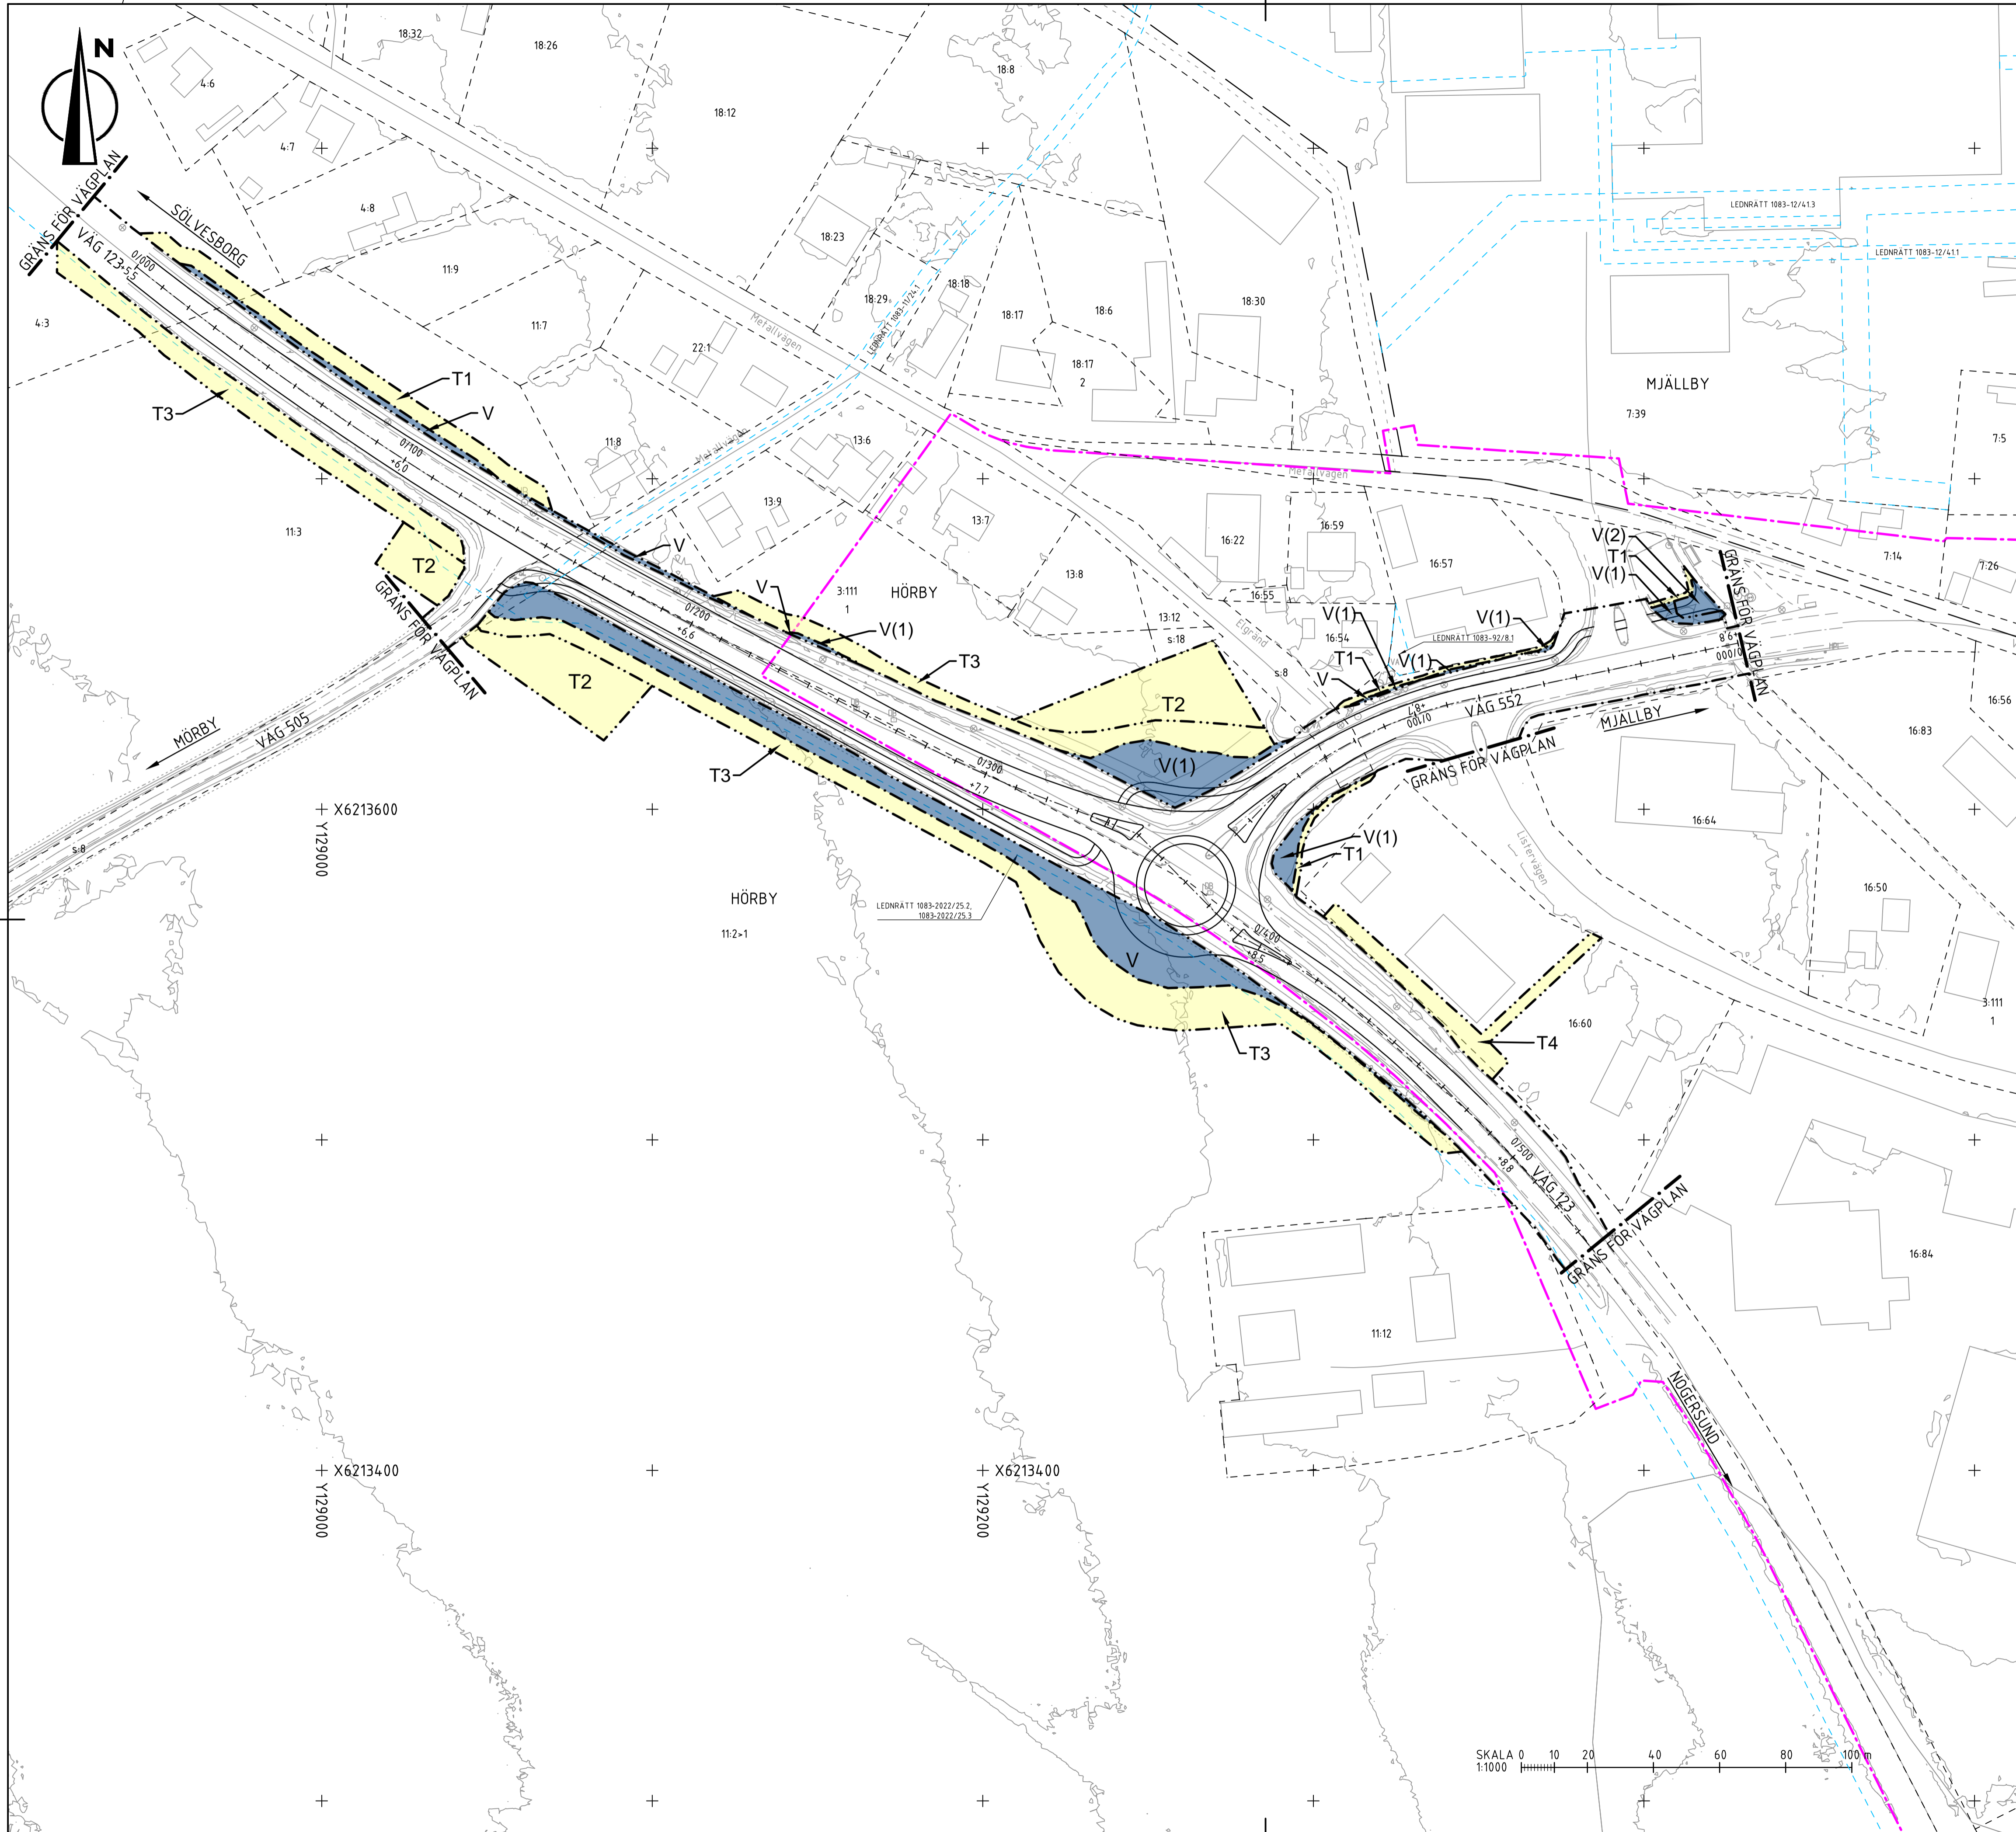 N
18:32
18:26
18:8
4:6
18:12
4:7
LEDNRÄTT 1083-12/41.3
GRÄNS FÖR VÄGPLAN
SÖLVESBORG
4:8
18:23
LEDNRÄTT 1083-12/41.1
VÄG 123
+5,5
0/000
11:9
18:18
18:29
18:30
4:3
11:7
Metallvägen
LEDNRÄTT 1083-11/24.1
18:17
18:6
22:1
18:17
2
MJÄLLBY
T1
V
T3
7:39
7:5
0/100
+6,0
11:8
Metallvägen
13:6
Metallvägen
13:9
13:7
16:59
11:3
16:22
V(2)
T1
V(1)
GRÄNS FÖR VÄGPLAN
7:14
7:26
V
T2
16:57
13:8
GRÄNS FÖR VÄGPLAN
V
3:111
1
HÖRBY
16:55
0/200
+6,6
V(1)
13:12
s:18
Elgränd
V(1)
16:54
V(1)
LEDNRÄTT 1083-92/8.1
+9,8
0/000
T3
T1
V(1)
V
s:8
T2
T2
+8,7
0/100
VÄG 552
MJÄLLBY
16:56
MÖRBY
VÄG 505
16:83
GRÄNS FÖR VÄGPLAN
T3
0/300
+7,7
V(1)
X6213600
Y129000
16:64
s:8
V(1)
T1
Listervägen
16:50
HÖRBY
LEDNRÄTT 1083-2022/25.2,
1083-2022/25.3
11:2>1
0/400
+8,5
V
3:111
1
16:60
T4
T3
0/500
+8,8
VÄG 123
GRÄNS FÖR VÄGPLAN
16:84
11:12
NOGERSUND
X6213400
Y129000
X6213400
Y129200
SKALA 0 10 20 40 60 80 100 m
1:1000